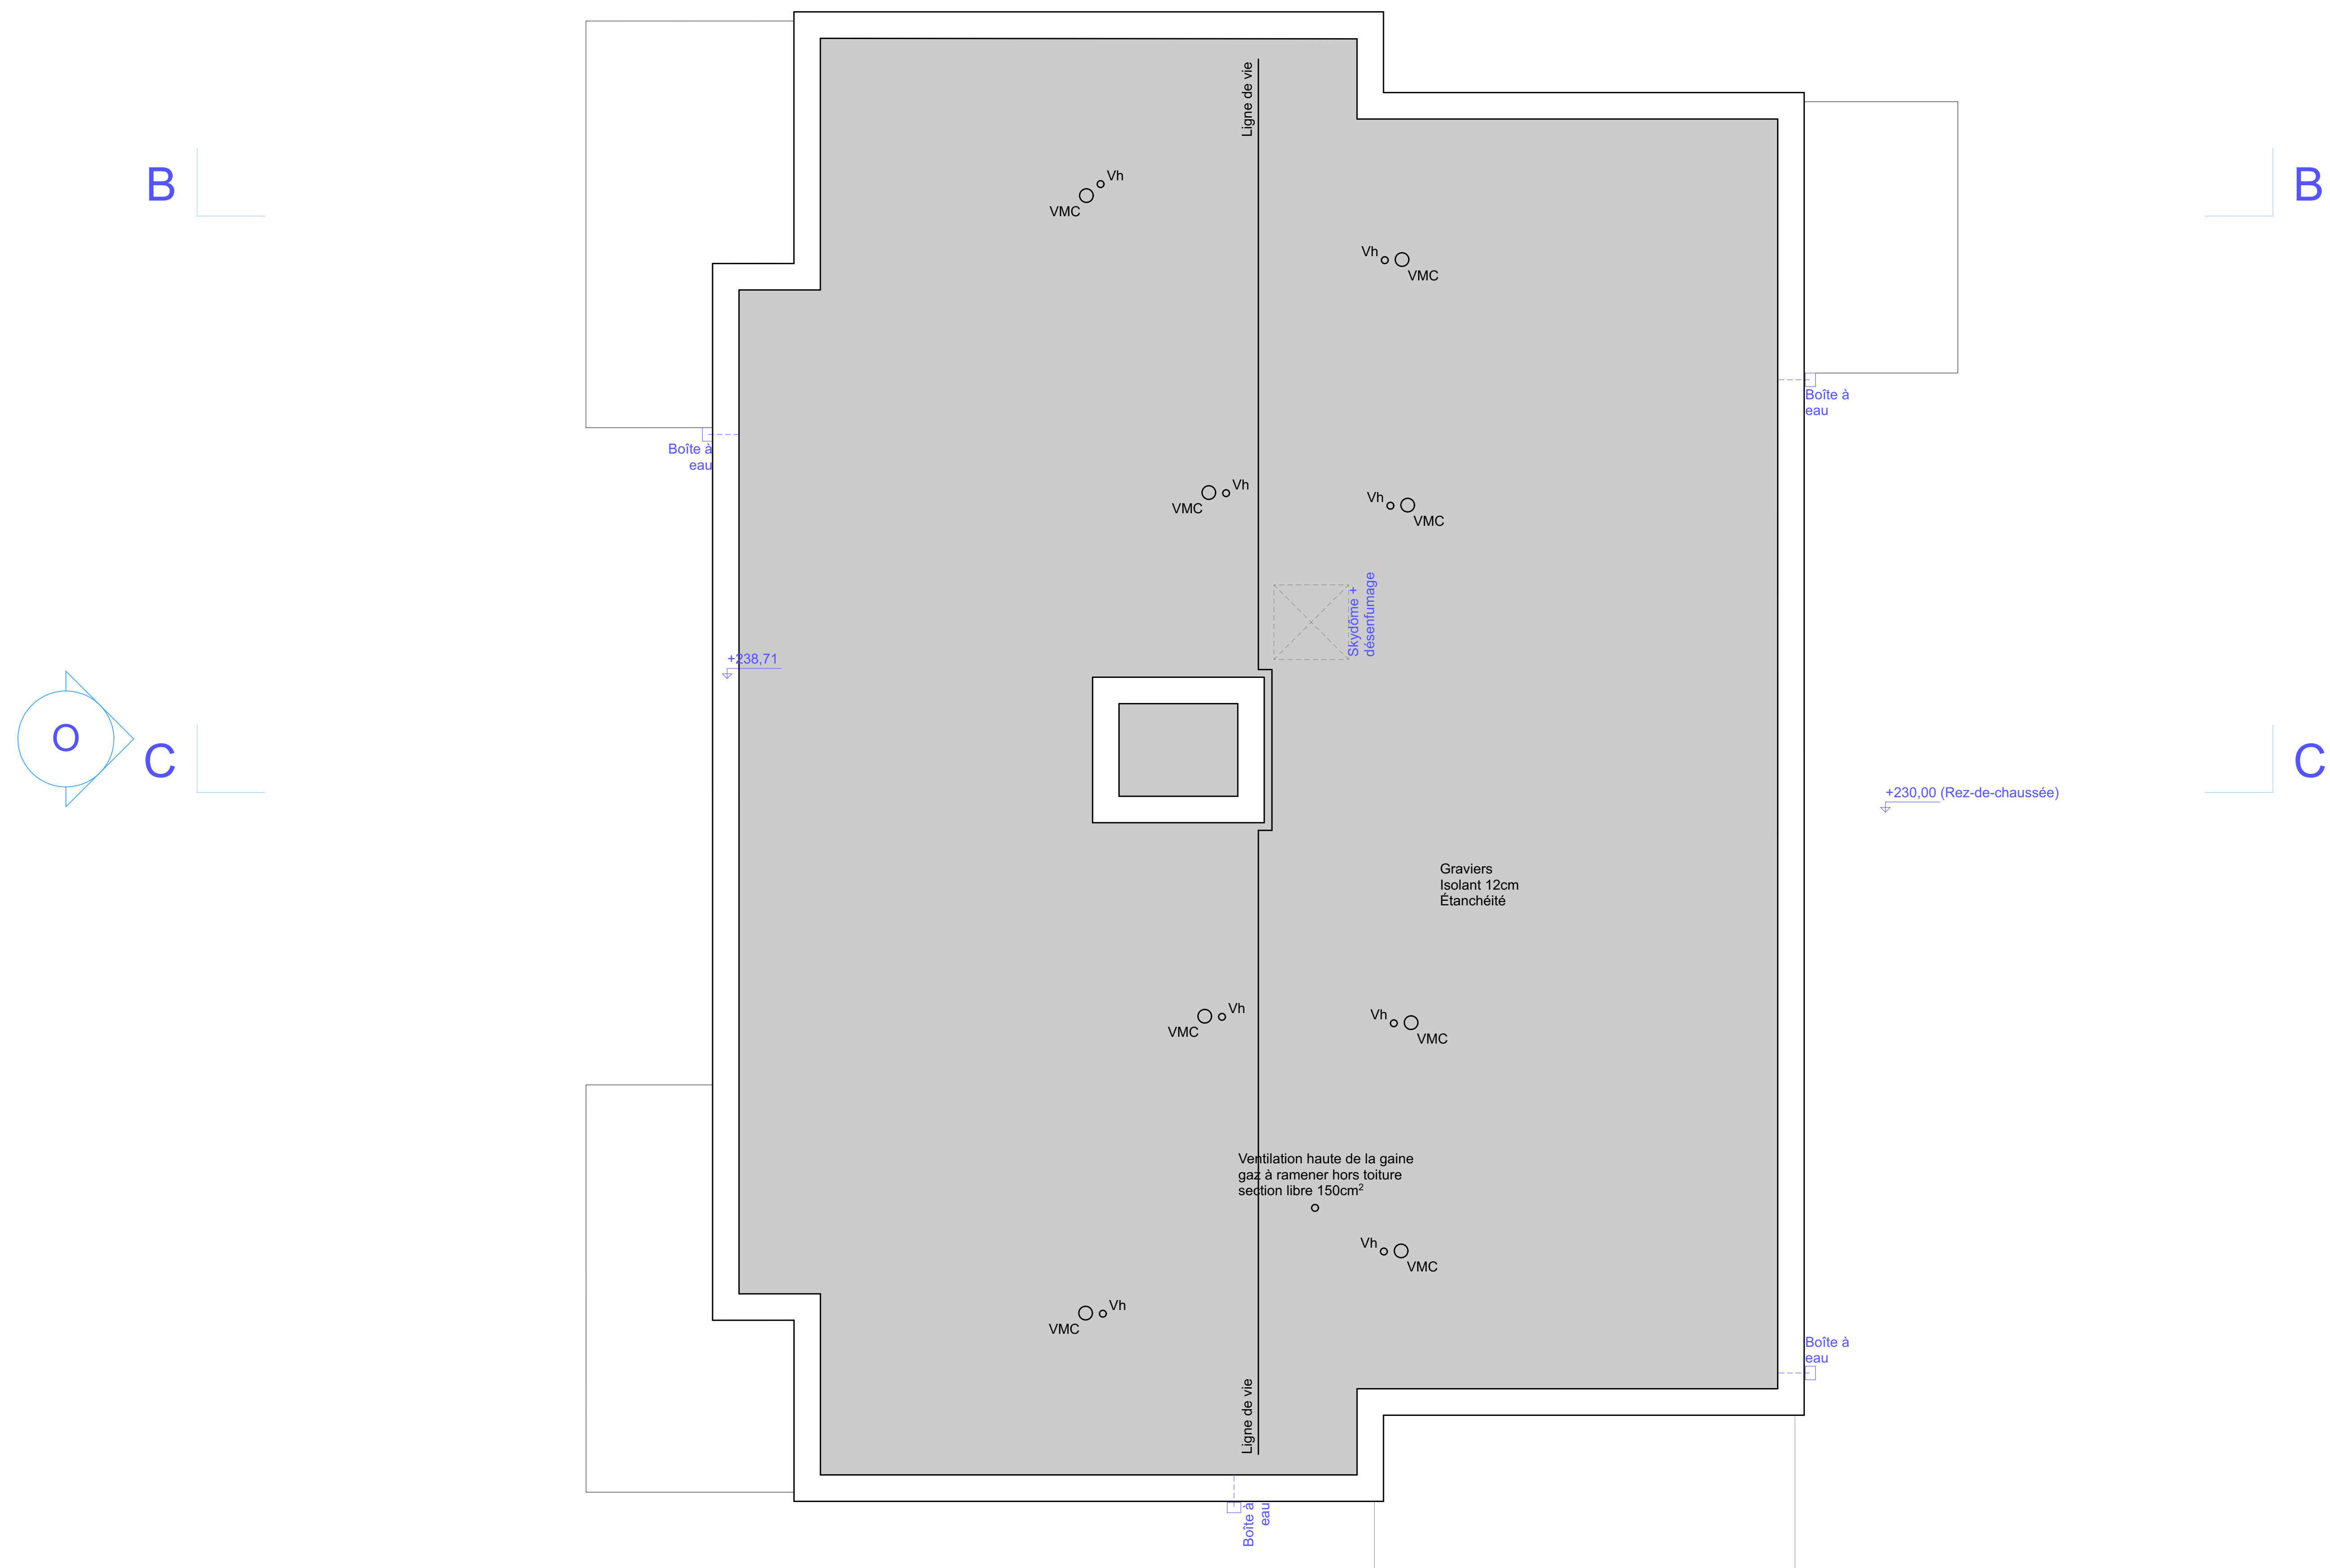 Ligne de vie
B
B
Vh
VMC
Vh
VMC
Boîte à
eau
Boîte à
eau
Vh
VMC
Vh
VMC
Skydôme +
désenfumage
+238,71
O
C
C
+230,00 (Rez-de-chaussée)
Graviers
Isolant 12cm
Étanchéité
Vh
VMC
Vh
VMC
Ventilation haute de la gaine
gaz à ramener hors toiture
section libre 150cm²
Vh
VMC
Vh
VMC
Boîte à
eau
Ligne de vie
Boîte à
eau